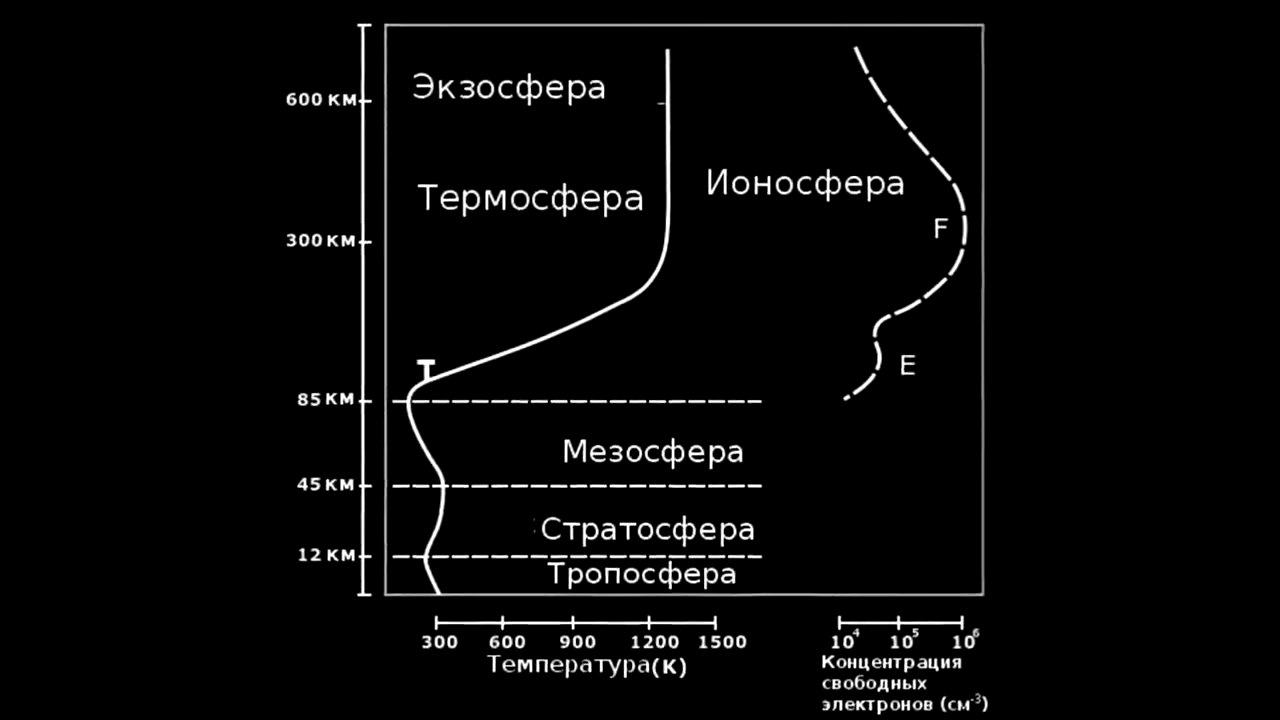 Экзосфера
600 КМ
Термосфера
Ионосфера
300 КМ
F
T
E
85 КМ
Мезосфера
45 КМ
Стратосфера
12 КМ
Тропосфера
300 600 900 1200 1500
Температура(К)
10⁴ 10⁵ 10⁶
Концентрация
свободных
электронов (см⁻³)